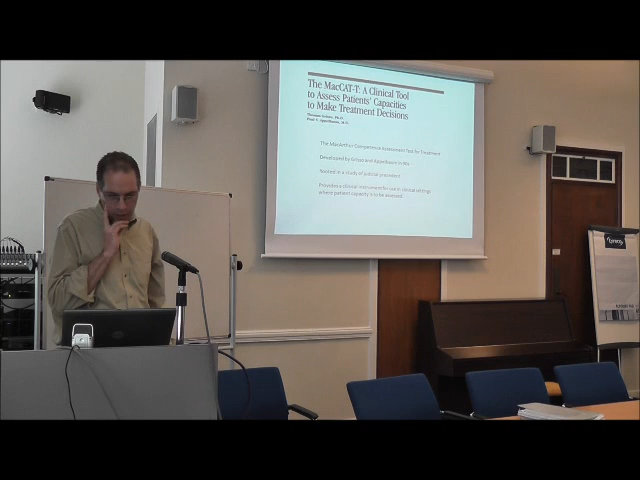 The MacCAT-T: A Clinical Tool
to Assess Patients' Capacities
to Make Treatment Decisions
The MacArthur Competence Assessment Tool for Treatment
Developed by Grisso and Appelbaum
Rooted in a study of judicial precedent
Provides a clinical instrument for use in clinical settings
where patient capacity is to be assessed.